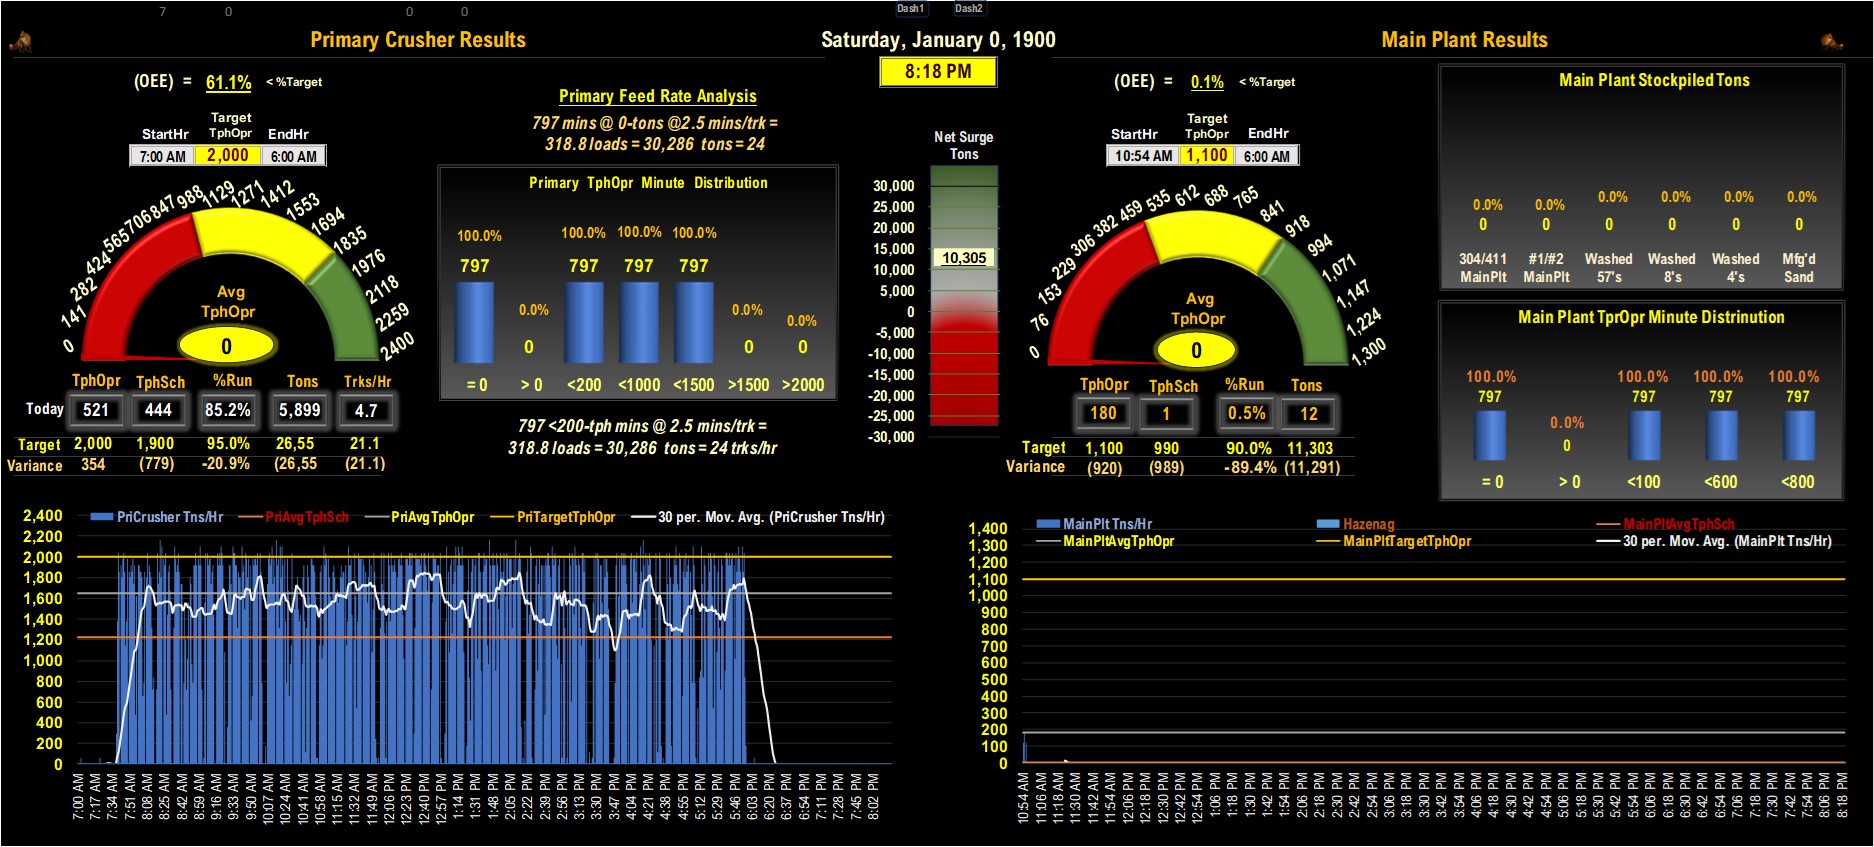 7 0 0 0 Dash1 Dash2
Primary Crusher Results
Saturday, January 0, 1900
Main Plant Results
8:18 PM
(OEE) = 61.1% < %Target
Target
StartHr TphOpr EndHr
7:00 AM 2,000 6:00 AM
0 141 282 424 565 706 847 988 1129 1271 1412 1553 1694 1835 1976 2118 2259 2400
Avg
TphOpr
0
TphOpr TphSch %Run Tons Trks/Hr
Today 521 444 85.2% 5,899 4.7
Target 2,000 1,900 95.0% 26,55 21.1
Variance 354 (779) -20.9% (26,55 (21.1)
Primary Feed Rate Analysis
797 mins @ 0-tons @2.5 mins/trk =
318.8 loads = 30,286 tons = 24
Primary TphOpr Minute Distribution
100.0% 0.0% 100.0% 100.0% 100.0% 0.0% 0.0%
797 0 797 797 797 0 0
= 0 > 0 <200 <1000 <1500 >1500 >2000
797 <200-tph mins @ 2.5 mins/trk =
318.8 loads = 30,286 tons = 24 trks/hr
Net Surge
Tons
30,000
25,000
20,000
15,000
10,305
10,000
5,000
0
-5,000
-10,000
-15,000
-20,000
-25,000
-30,000
(OEE) = 0.1% < %Target
Target
StartHr TphOpr EndHr
10:54 AM 1,100 6:00 AM
0 76 153 229 306 382 459 535 612 688 765 841 918 994 1,071 1,147 1,224 1,300
Avg
TphOpr
0
TphOpr TphSch %Run Tons
180 1 0.5% 12
Target 1,100 990 90.0% 11,303
Variance (920) (989) -89.4% (11,291)
Main Plant Stockpiled Tons
0.0% 0.0% 0.0% 0.0% 0.0% 0.0%
0 0 0 0 0 0
304/411 #1/#2 Washed Washed Washed Mfg'd
MainPlt MainPlt 57's 8's 4's Sand
Main Plant TprOpr Minute Distrinution
100.0% 0.0% 100.0% 100.0% 100.0%
797 0 797 797 797
= 0 > 0 <100 <600 <800
PriCrusher Tns/Hr PriAvgTphSch PriAvgTphOpr PriTargetTphOpr 30 per. Mov. Avg. (PriCrusher Tns/Hr)
2,400
2,200
2,000
1,800
1,600
1,400
1,200
1,000
800
600
400
200
0
7:00 AM 7:17 AM 7:34 AM 7:51 AM 8:08 AM 8:25 AM 8:42 AM 8:59 AM 9:16 AM 9:33 AM 9:50 AM 10:07 AM 10:24 AM 10:41 AM 10:58 AM 11:15 AM 11:32 AM 11:49 AM 12:06 PM 12:23 PM 12:40 PM 12:57 PM 1:14 PM 1:31 PM 1:48 PM 2:05 PM 2:22 PM 2:39 PM 2:56 PM 3:13 PM 3:30 PM 3:47 PM 4:04 PM 4:21 PM 4:38 PM 4:55 PM 5:12 PM 5:29 PM 5:46 PM 6:03 PM 6:20 PM 6:37 PM 6:54 PM 7:11 PM 7:28 PM 7:45 PM 8:02 PM
MainPlt Tns/Hr Hazenag MainPltAvgTphSch
MainPltAvgTphOpr MainPltTargetTphOpr 30 per. Mov. Avg. (MainPlt Tns/Hr)
1,400
1,300
1,200
1,100
1,000
900
800
700
600
500
400
300
200
100
0
10:54 AM 11:06 AM 11:18 AM 11:30 AM 11:42 AM 11:54 AM 12:06 PM 12:18 PM 12:30 PM 12:42 PM 12:54 PM 1:06 PM 1:18 PM 1:30 PM 1:42 PM 1:54 PM 2:06 PM 2:18 PM 2:30 PM 2:42 PM 2:54 PM 3:06 PM 3:18 PM 3:30 PM 3:42 PM 3:54 PM 4:06 PM 4:18 PM 4:30 PM 4:42 PM 4:54 PM 5:06 PM 5:18 PM 5:30 PM 5:42 PM 5:54 PM 6:06 PM 6:18 PM 6:30 PM 6:42 PM 6:54 PM 7:06 PM 7:18 PM 7:30 PM 7:42 PM 7:54 PM 8:06 PM 8:18 PM